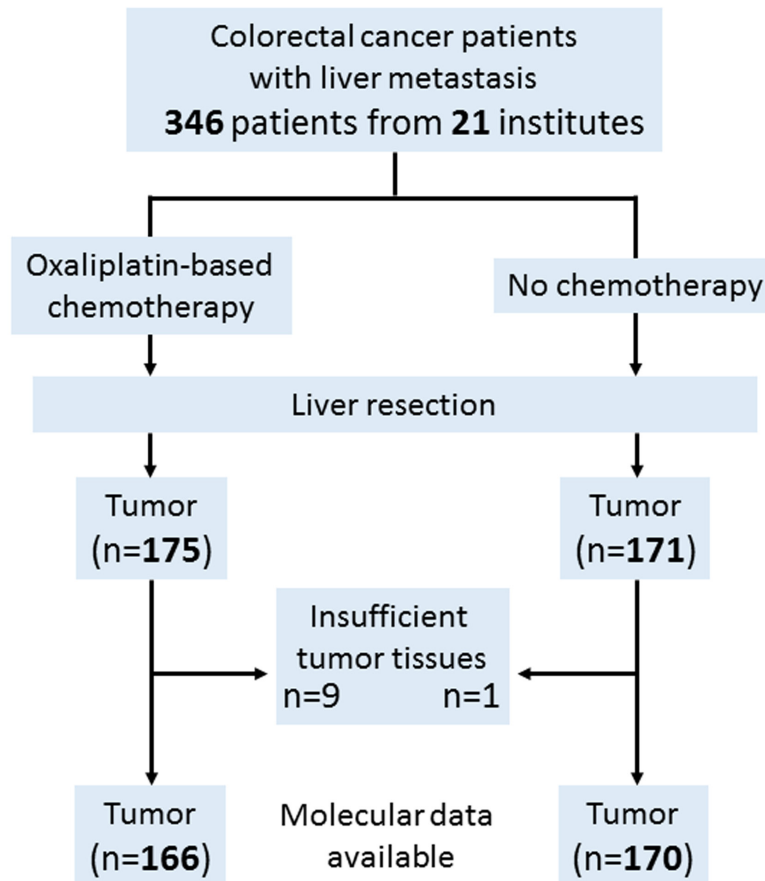 Colorectal cancer patients
with liver metastasis
346 patients from 21 institutes
Oxaliplatin-based
chemotherapy
No chemotherapy
Liver resection
Tumor
(n=175)
Tumor
(n=171)
Insufficient
tumor tissues
n=9 n=1
Tumor
(n=166)
Molecular data
available
Tumor
(n=170)